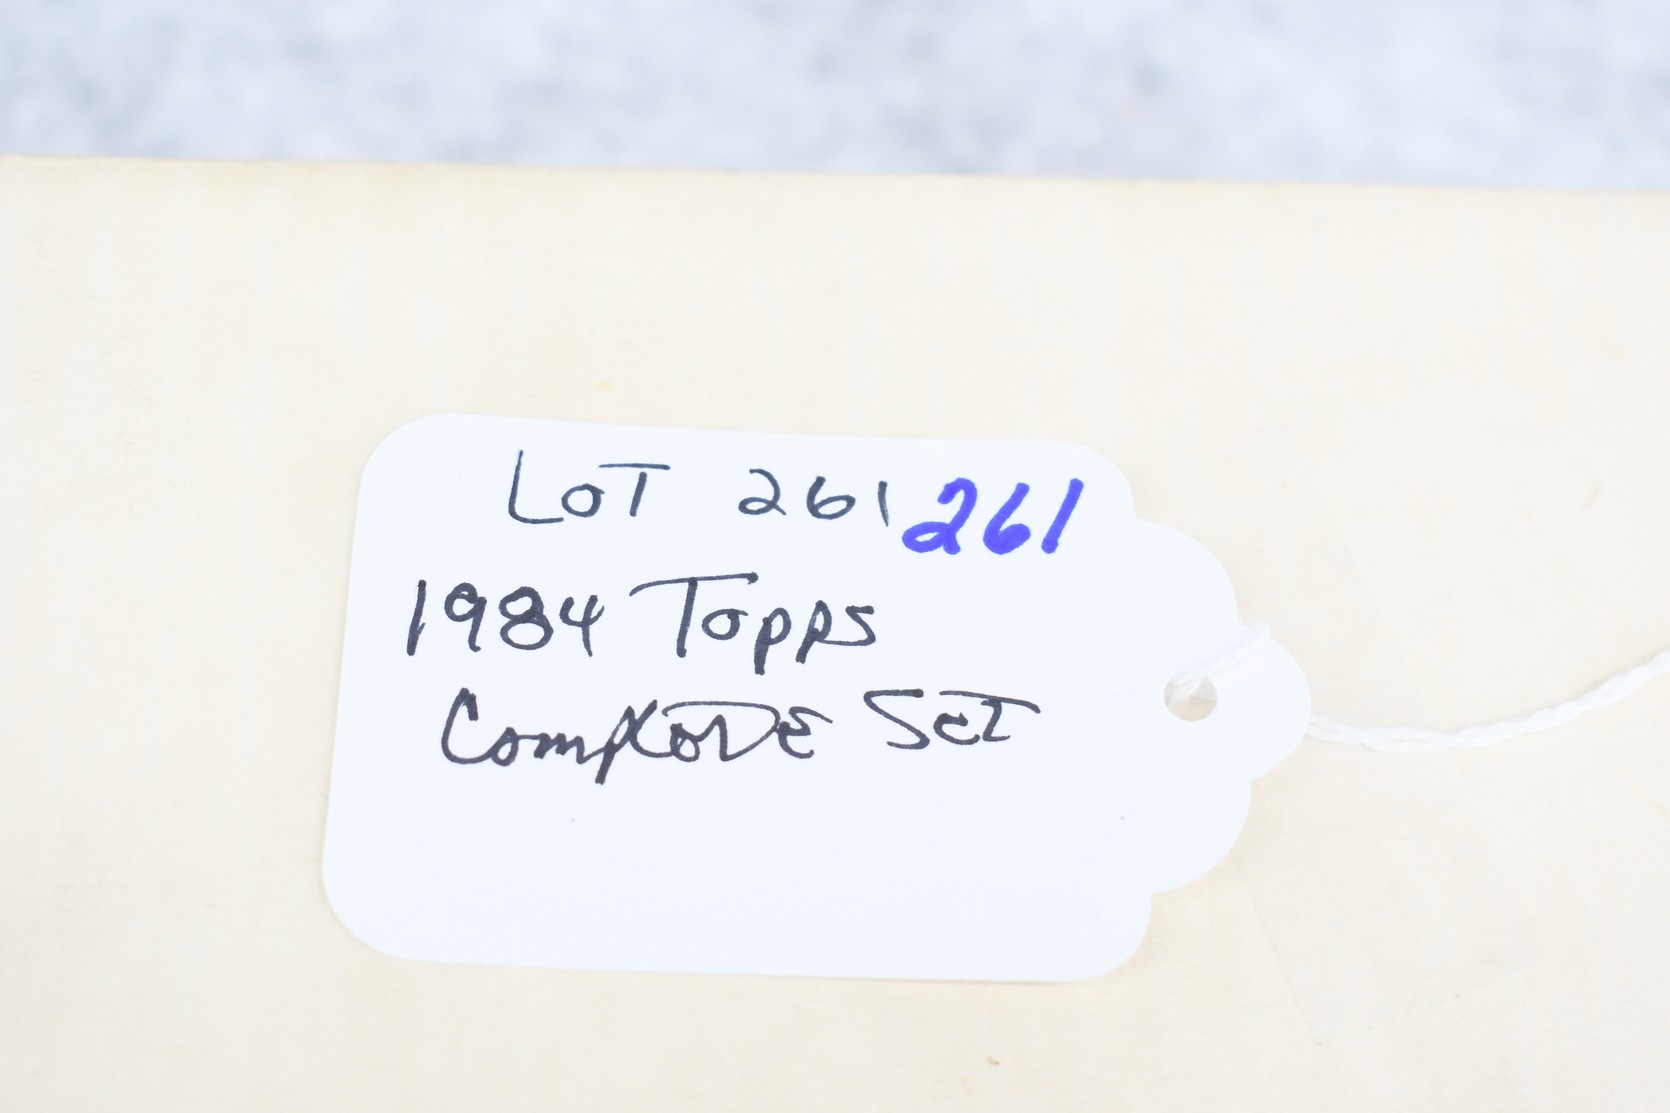 LOT 261 261
1984 Topps
Complete Set